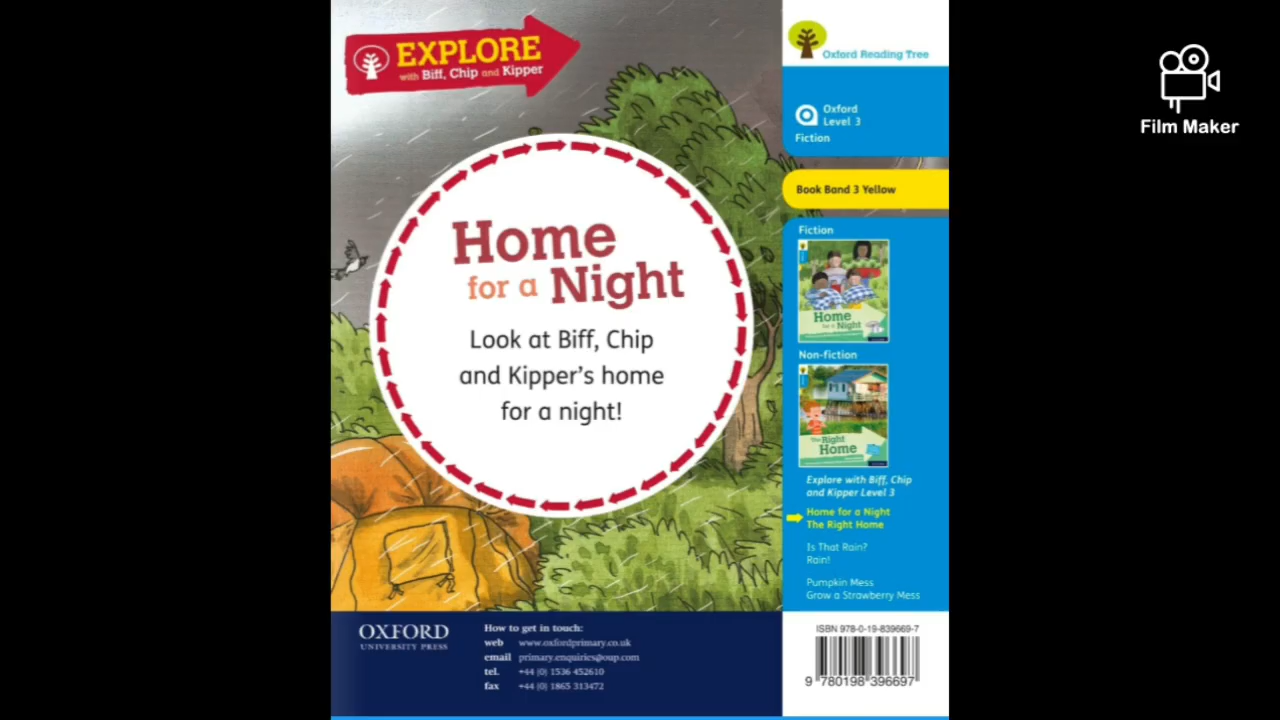 EXPLORE
with Biff, Chip and Kipper
Home
for a Night
Look at Biff, Chip
and Kipper's home
for a night!
Oxford Reading Tree
Oxford
Level 3
Fiction
Book Band 3 Yellow
Fiction
Home
for a Night
Non-fiction
The Right
Home
Explore with Biff, Chip
and Kipper Level 3
Home for a Night
The Right Home
Is That Rain?
Rain!
Pumpkin Mess
Grow a Strawberry Mess
OXFORD
UNIVERSITY PRESS
How to get in touch:
web www.oxfordprimary.co.uk
email primary.enquiries@oup.com
tel. +44 (0) 1536 452610
fax +44 (0) 1865 313472
ISBN 978-0-19-839669-7
9 780198 396697
Film Maker